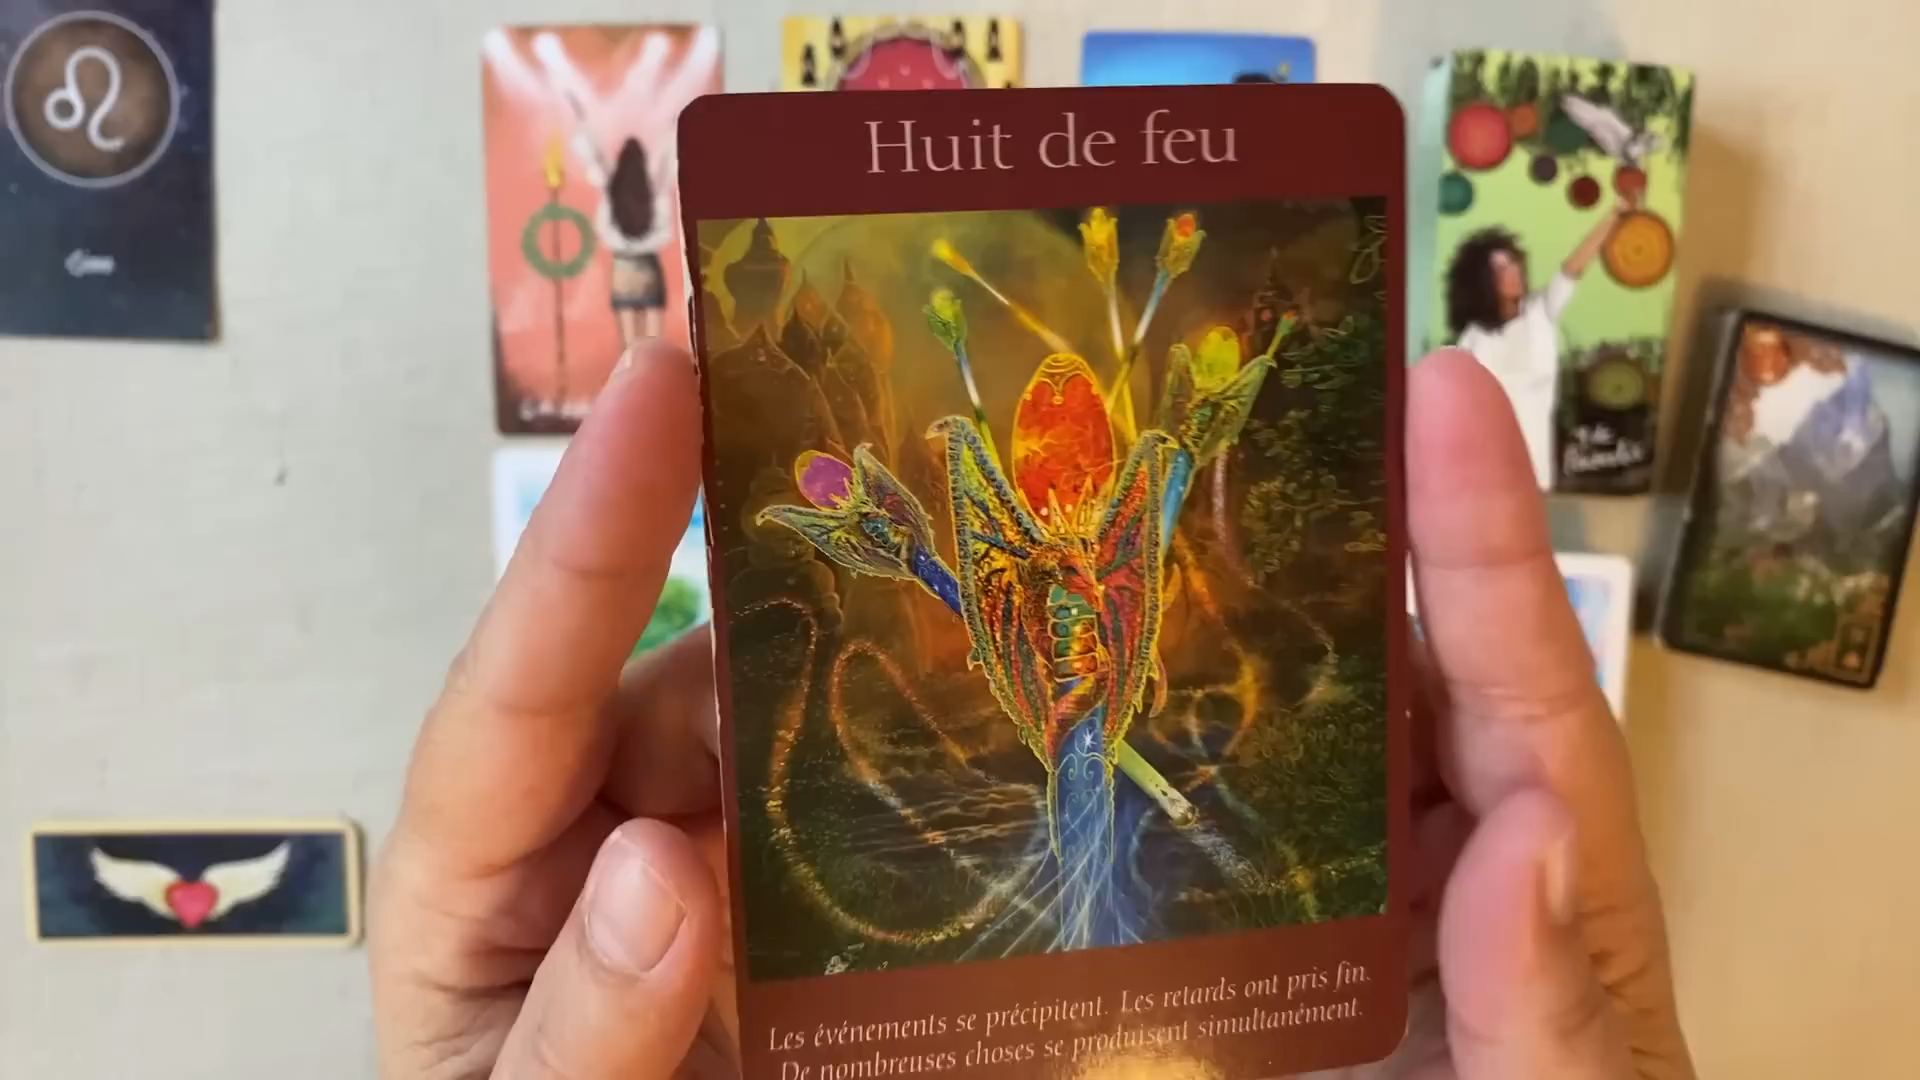 Huit de feu
Les événements se précipitent. Les retards ont pris fin.
De nombreuses choses se produisent simultanément.